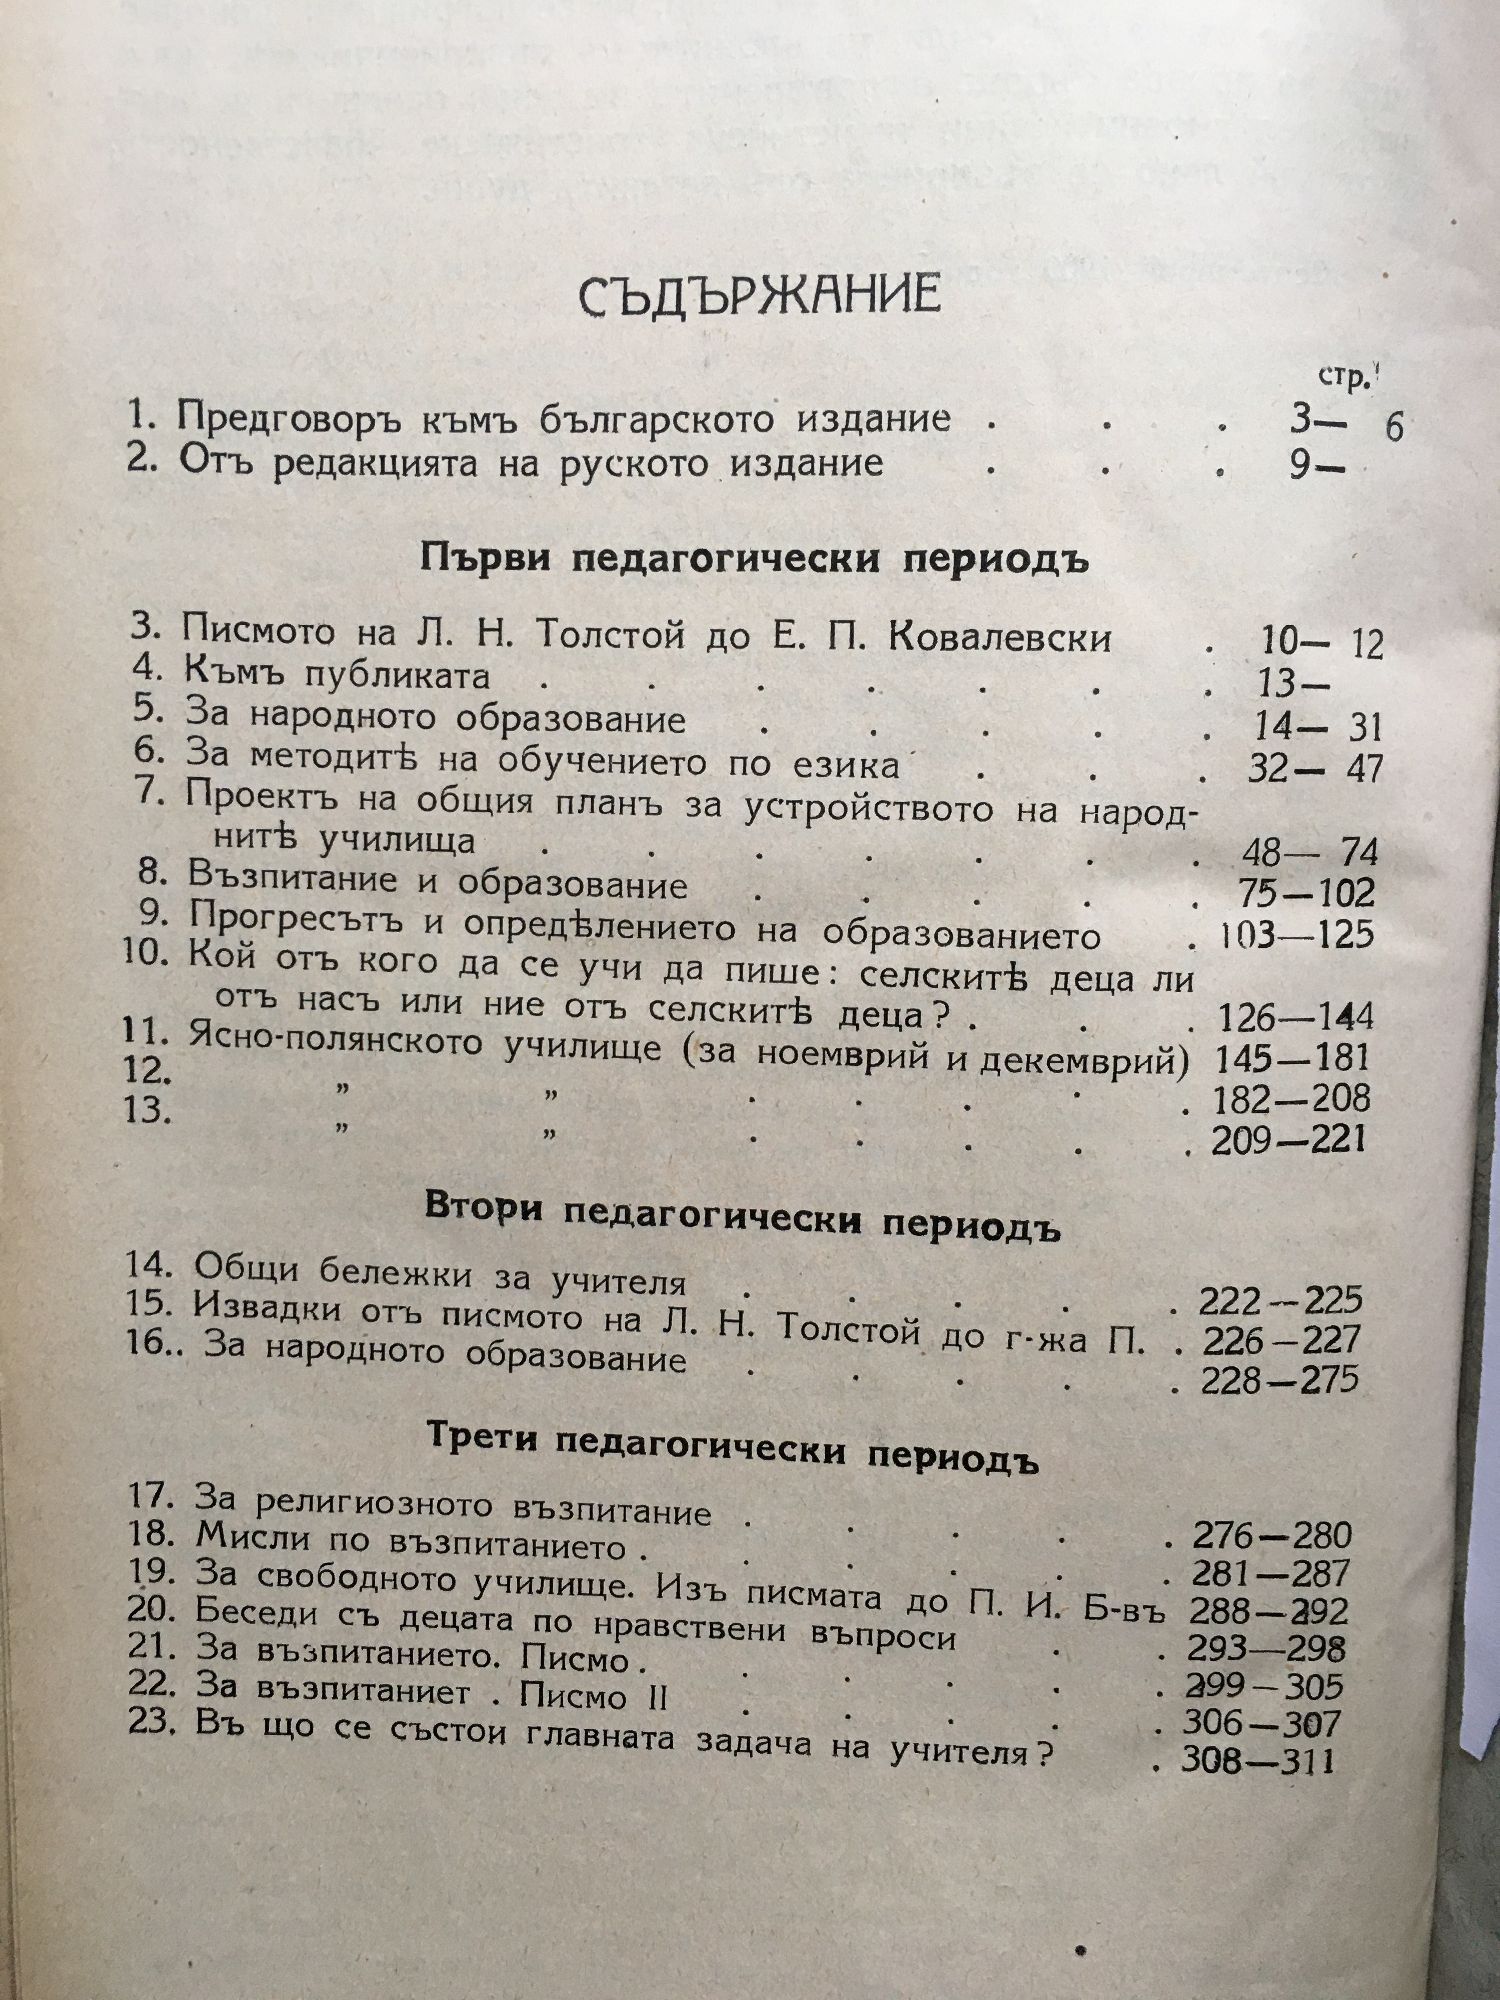 СЪДЪРЖАНИЕ
стр.
1. Предговоръ къмъ българското издание . . . 3— 6
2. Отъ редакцията на руското издание . . . 9—
Първи педагогически периодъ
3. Писмото на Л. Н. Толстой до Е. П. Ковалевски . 10— 12
4. Къмъ публиката . . . . . . . 13—
5. За народното образование . . . . . 14— 31
6. За методитѣ на обучението по езика . . . 32— 47
7. Проектъ на общия планъ за устройството на народ-
нитѣ училища . . . . . . . 48— 74
8. Възпитание и образование . . . . . 75—102
9. Прогресътъ и опредѣлението на образованието . 103—125
10. Кой отъ кого да се учи да пише: селскитѣ деца ли
отъ насъ или ние отъ селскитѣ деца? . . . 126—144
11. Ясно-полянското училище (за ноемврий и декемврий) 145—181
12. „ „ . . . . . 182—208
13. „ „ . . . . . 209—221
Втори педагогически периодъ
14. Общи бележки за учителя . . . . . 222—225
15. Извадки отъ писмото на Л. Н. Толстой до г-жа П. . 226—227
16.. За народното образование . . . . . 228—275
Трети педагогически периодъ
17. За религиозното възпитание . . . . . 276—280
18. Мисли по възпитанието . . . . . . 281—287
19. За свободното училище. Изъ писмата до П. И. Б-въ 288—292
20. Беседи съ децата по нравствени въпроси . . 293—298
21. За възпитанието. Писмо . . . . . . 299—305
22. За възпитаниет . Писмо II . . . . . 306—307
23. Въ що се състои главната задача на учителя? . 308—311